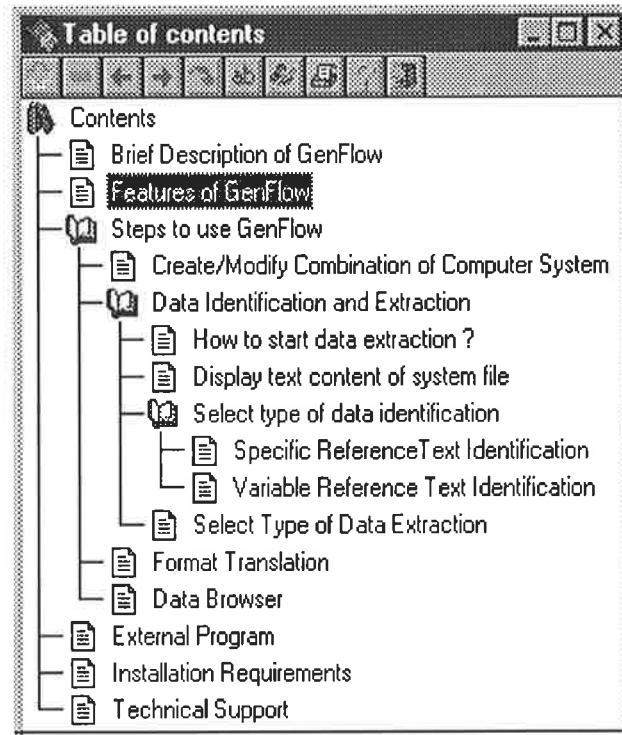 Table of contents
Contents
Brief Description of GenFlow
Features of GenFlow
Steps to use GenFlow
Create/Modify Combination of Computer System
Data Identification and Extraction
How to start data extraction ?
Display text content of system file
Select type of data identification
Specific ReferenceText Identification
Variable Reference Text Identification
Select Type of Data Extraction
Format Translation
Data Browser
External Program
Installation Requirements
Technical Support